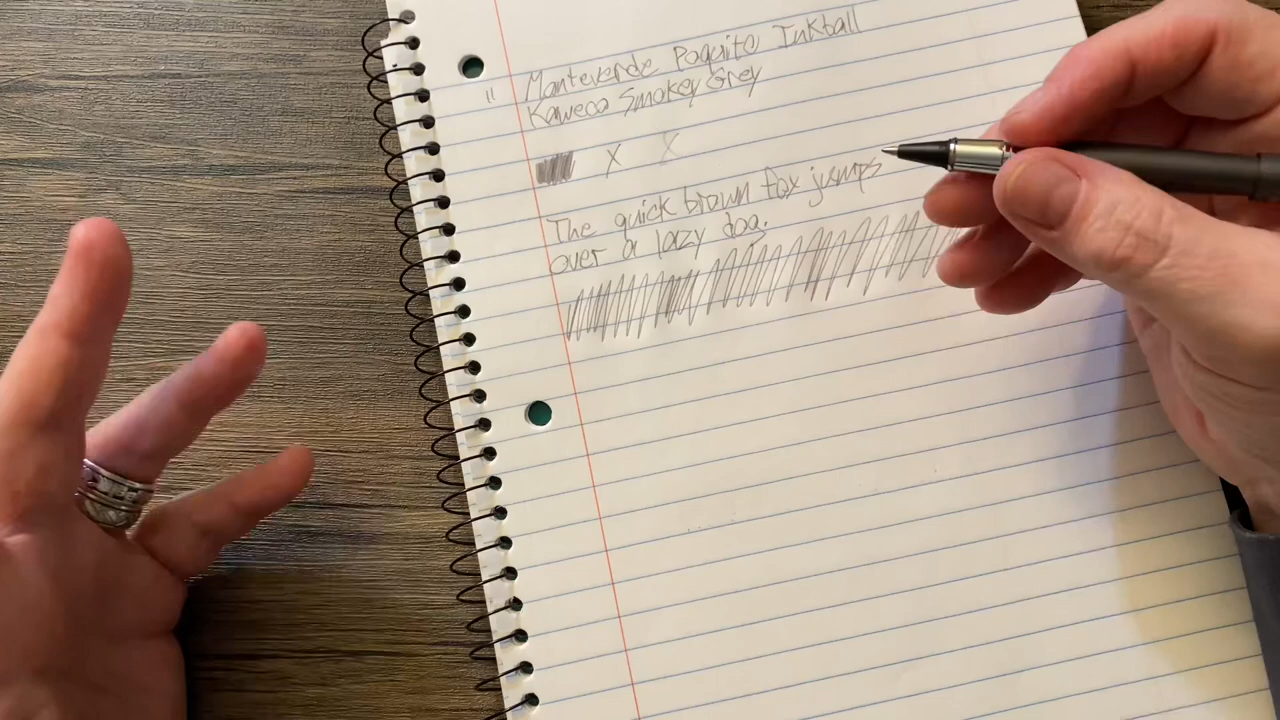 Monteverde Poquito Inkball
" Kaweco Smokey Grey
X X
The quick brown fox jumps
over a lazy dog.